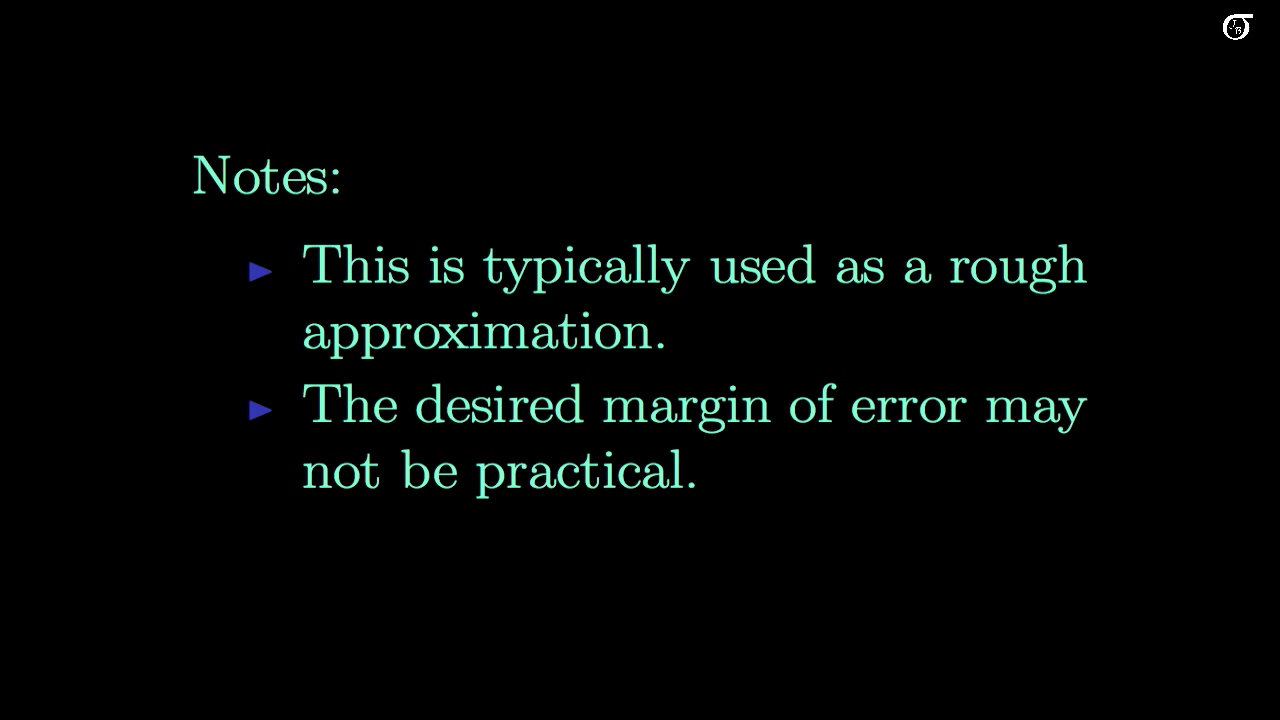 Notes:
▶ This is typically used as a rough
approximation.
▶ The desired margin of error may
not be practical.